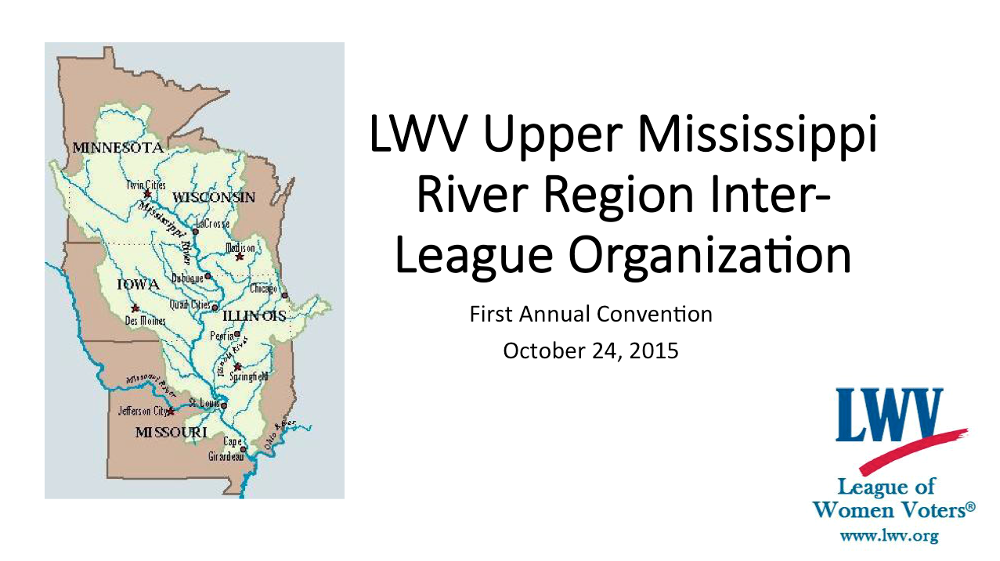 MINNESOTA
Twin Cities
WISCONSIN
Mississippi River
LaCrosse
Madison
Dubuque
IOWA
Chicago
Quad Cities
ILLINOIS
Des Moines
Peoria
Illinois River
Springfield
Missouri River
St. Louis
Jefferson City
MISSOURI
Ohio River
Cape
Girardeau
LWV Upper Mississippi
River Region Inter-
League Organization
First Annual Convention
October 24, 2015
LWV
League of
Women Voters®
www.lwv.org